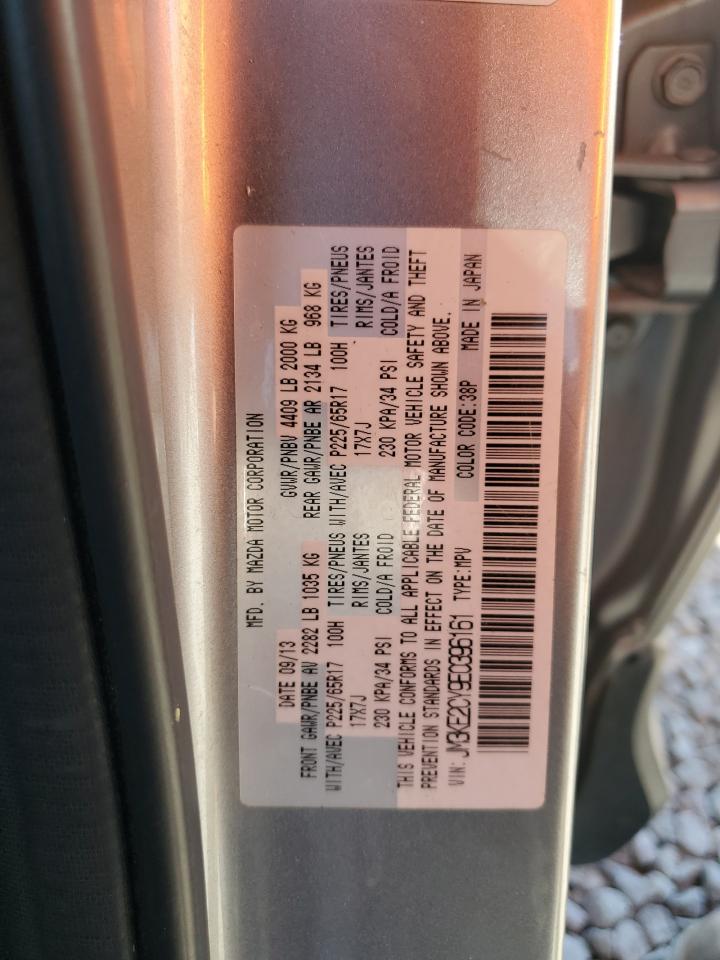 MFD. BY MAZDA MOTOR CORPORATION
DATE 09/13 GVWR/PNBV 4409 LB 2000 KG
FRONT GAWR/PNBE AV 2282 LB 1035 KG REAR GAWR/PNBE AR 2134 LB 968 KG
WITH/AVEC P225/65R17 100H TIRES/PNEUS WITH/AVEC P225/65R17 100H TIRES/PNEUS
17X7J RIMS/JANTES 17X7J RIMS/JANTES
230 KPA/34 PSI COLD/A FROID 230 KPA/34 PSI COLD/A FROID
THIS VEHICLE CONFORMS TO ALL APPLICABLE FEDERAL MOTOR VEHICLE SAFETY AND THEFT
PREVENTION STANDARDS IN EFFECT ON THE DATE OF MANUFACTURE SHOWN ABOVE.
VIN: JM3KE2CY9E0396161 TYPE:MPV COLOR CODE:38P MADE IN JAPAN